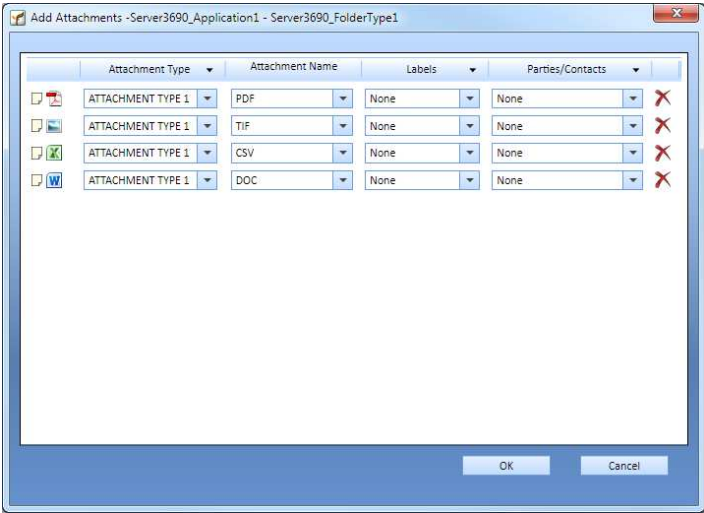 Add Attachments -Server3690_Application1 - Server3690_FolderType1
Attachment Type Attachment Name Labels Parties/Contacts
ATTACHMENT TYPE 1 PDF None None
ATTACHMENT TYPE 1 TIF None None
ATTACHMENT TYPE 1 CSV None None
ATTACHMENT TYPE 1 DOC None None
OK Cancel